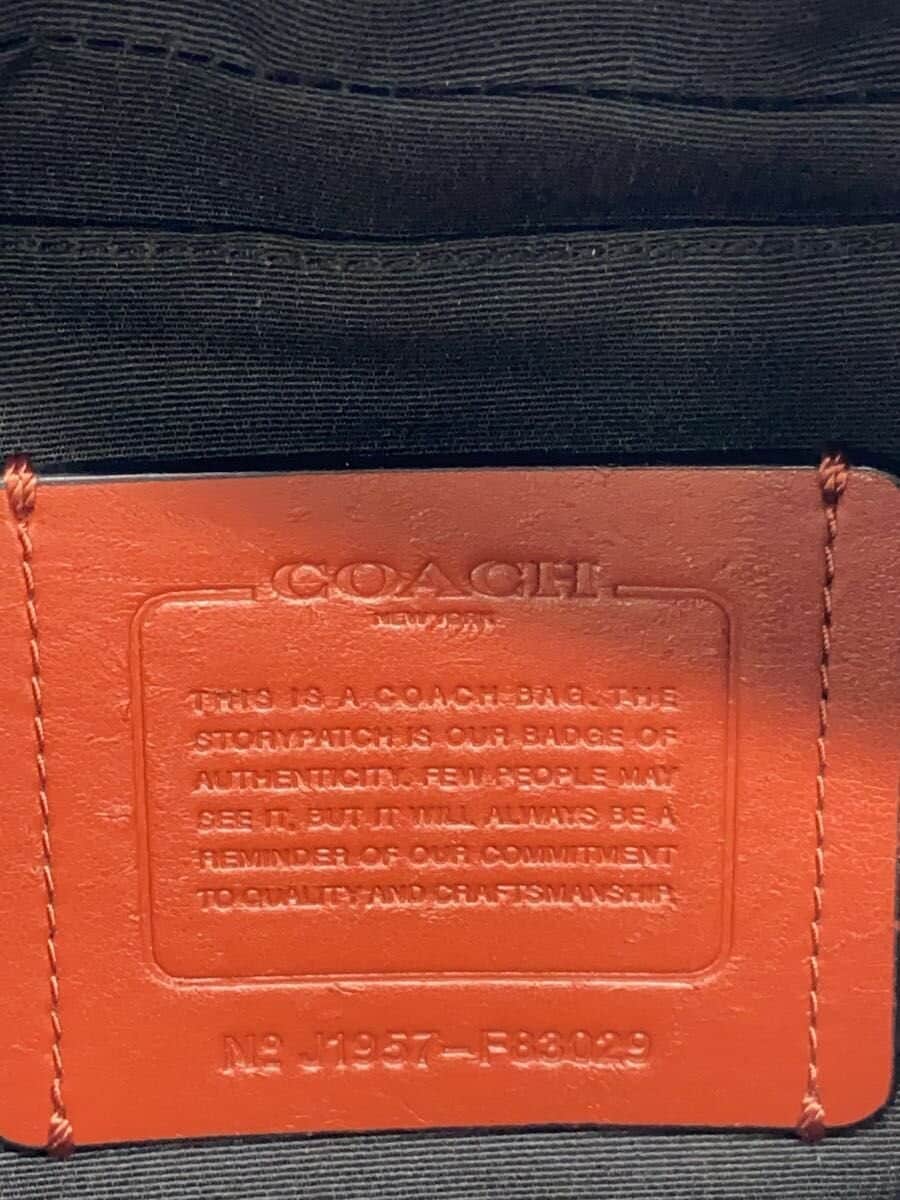 COACH
NEW YORK
THIS IS A COACH BAG. THE
STORYPATCH IS OUR BADGE OF
AUTHENTICITY. FEW PEOPLE MAY
SEE IT, BUT IT WILL ALWAYS BE A
REMINDER OF OUR COMMITMENT
TO QUALITY AND CRAFTSMANSHIP.
Nº J1957-F83029